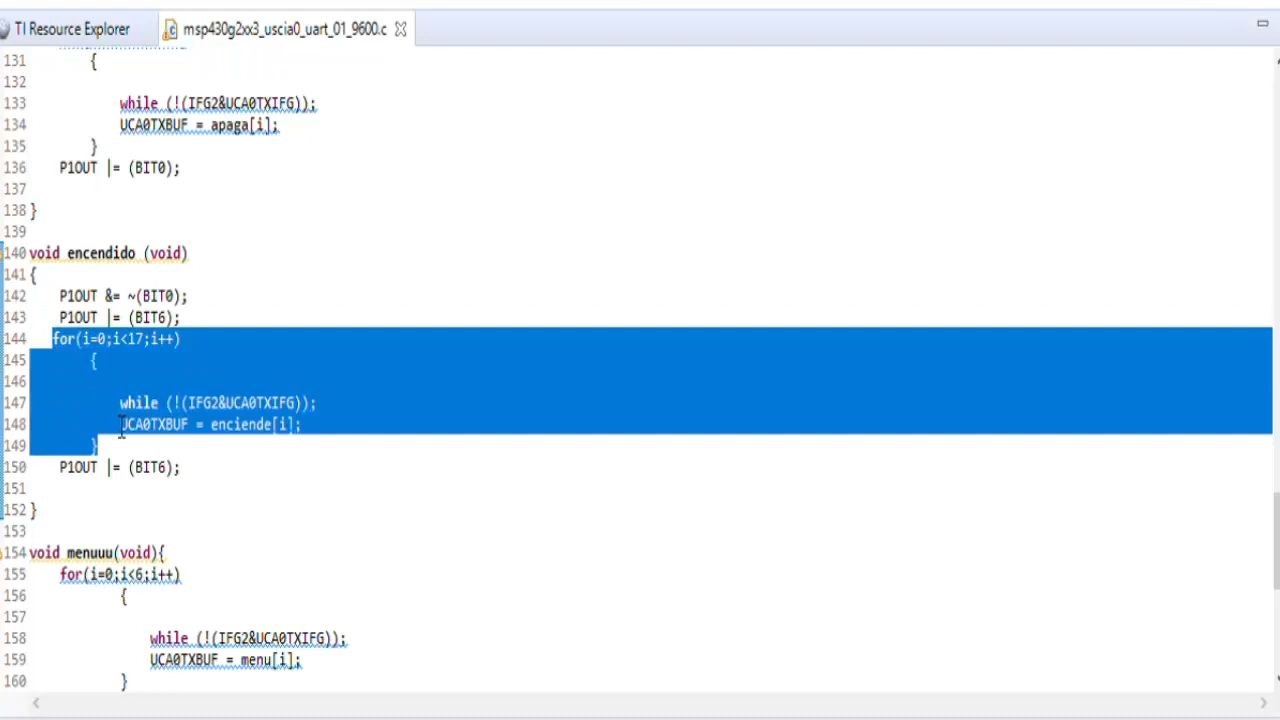 TI Resource Explorer
msp430g2xx3_uscia0_uart_01_9600.c
131 {
132
133 while (!(IFG2&UCA0TXIFG));
134 UCA0TXBUF = apaga[i];
135 }
136 P1OUT |= (BIT0);
137
138 }
139
140 void encendido (void)
141 {
142 P1OUT &= ~(BIT0);
143 P1OUT |= (BIT6);
144 for(i=0;i<17;i++)
145 {
146
147 while (!(IFG2&UCA0TXIFG));
148 UCA0TXBUF = enciende[i];
149 }
150 P1OUT |= (BIT6);
151
152 }
153
154 void menuuu(void){
155 for(i=0;i<6;i++)
156 {
157
158 while (!(IFG2&UCA0TXIFG));
159 UCA0TXBUF = menu[i];
160 }